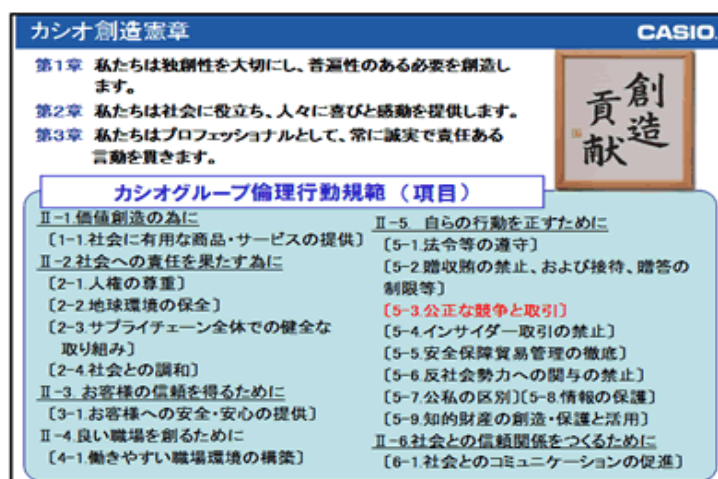 カシオ創造憲章
CASIO.
第1章 私たちは独創性を大切にし、普遍性のある必要を創造し
ます。
第2章 私たちは社会に役立ち、人々に喜びと感動を提供します。
第3章 私たちはプロフェッショナルとして、常に誠実で責任ある
言動を貫きます。
創造
貢献
カシオグループ倫理行動規範（項目）
Ⅱ-1.価値創造の為に
〔1-1.社会に有用な商品・サービスの提供〕
Ⅱ-2.社会への責任を果たす為に
〔2-1.人権の尊重〕
〔2-2.地球環境の保全〕
〔2-3.サプライチェーン全体での健全な
取り組み〕
〔2-4.社会との調和〕
Ⅱ-3.お客様の信頼を得るために
〔3-1.お客様への安全・安心の提供〕
Ⅱ-4.良い職場を創るために
〔4-1.働きやすい職場環境の構築〕
Ⅱ-5. 自らの行動を正すために
〔5-1.法令等の遵守〕
〔5-2.贈収賄の禁止、および接待、贈答の
制限等〕
〔5-3.公正な競争と取引〕
〔5-4.インサイダー取引の禁止〕
〔5-5.安全保障貿易管理の徹底〕
〔5-6.反社会勢力への関与の禁止〕
〔5-7.公私の区別〕〔5-8.情報の保護〕
〔5-9.知的財産の創造・保護と活用〕
Ⅱ-6.社会との信頼関係をつくるために
〔6-1.社会とのコミュニケーションの促進〕